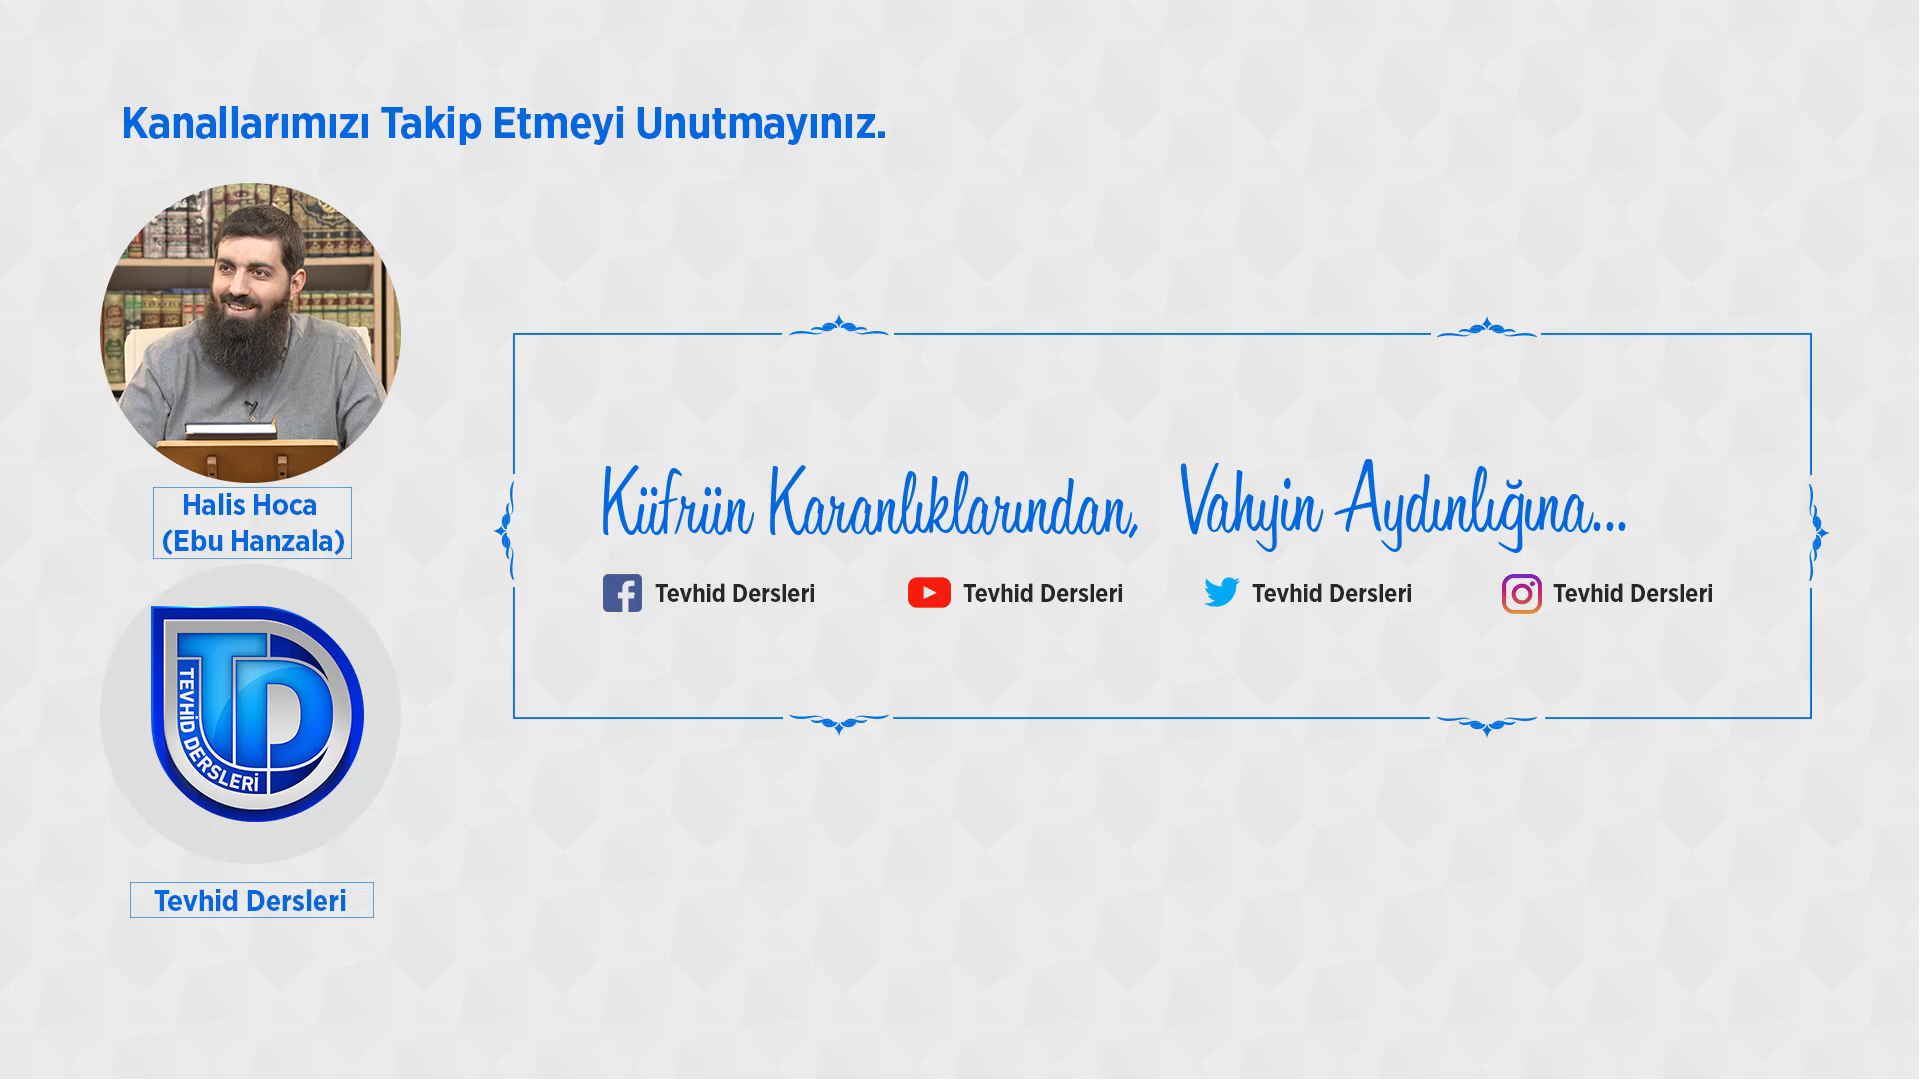 Kanallarımızı Takip Etmeyi Unutmayınız.
Halis Hoca
(Ebu Hanzala)
Küfrün Karanlıklarından, Vahyin Aydınlığına...
Tevhid Dersleri Tevhid Dersleri Tevhid Dersleri Tevhid Dersleri
TD
TEVHİD DERSLERİ
Tevhid Dersleri